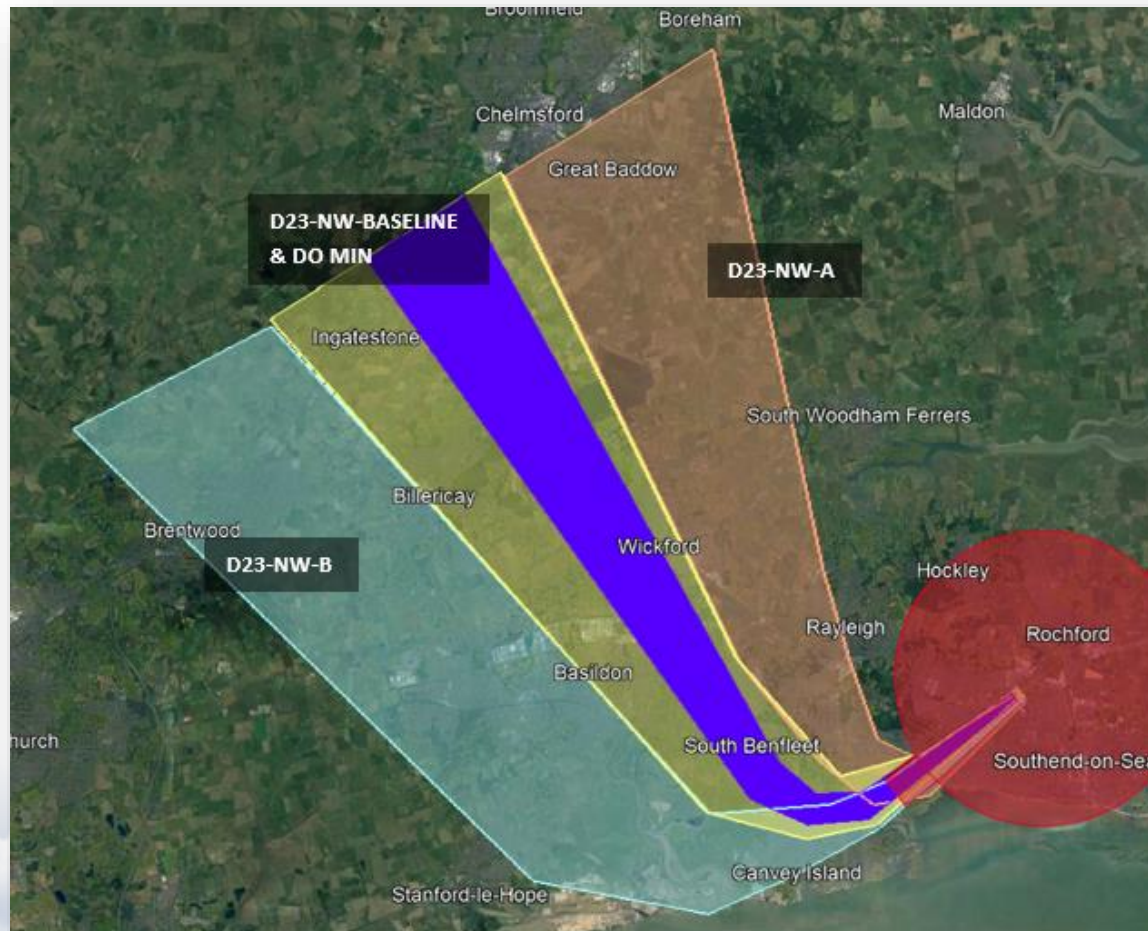 Broomfield
Boreham
Chelmsford
Maldon
Great Baddow
D23-NW-BASELINE
& DO MIN
D23-NW-A
Ingatestone
South Woodham Ferrers
Billericay
Brentwood
Wickford
D23-NW-B
Hockley
Rayleigh
Rochford
Basildon
hurch
South Benfleet
Southend-on-Sea
Canvey Island
Stanford-le-Hope